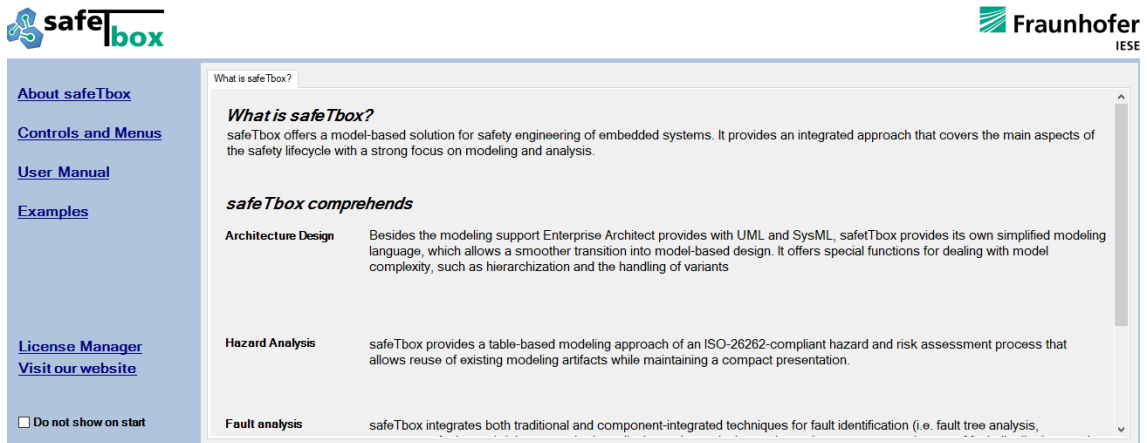 safeTbox
Fraunhofer
IESE
About safeTbox
Controls and Menus
User Manual
Examples
License Manager
Visit our website
Do not show on start
What is safeTbox?
What is safeTbox?
safeTbox offers a model-based solution for safety engineering of embedded systems. It provides an integrated approach that covers the main aspects of
the safety lifecycle with a strong focus on modeling and analysis.
safeTbox comprehends
Architecture Design
Besides the modeling support Enterprise Architect provides with UML and SysML, safetTbox provides its own simplified modeling
language, which allows a smoother transition into model-based design. It offers special functions for dealing with model
complexity, such as hierarchization and the handling of variants
Hazard Analysis
safeTbox provides a table-based modeling approach of an ISO-26262-compliant hazard and risk assessment process that
allows reuse of existing modeling artifacts while maintaining a compact presentation.
Fault analysis
safeTbox integrates both traditional and component-integrated techniques for fault identification (i.e. fault tree analysis,